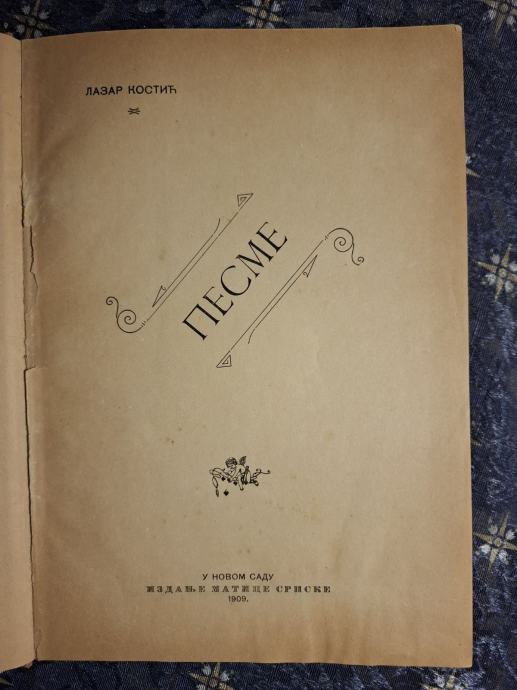 ЛАЗАР КОСТИЋ
ПЕСМЕ
У НОВОМ САДУ
ИЗДАЊЕ МАТИЦЕ СРПСКЕ
1909.